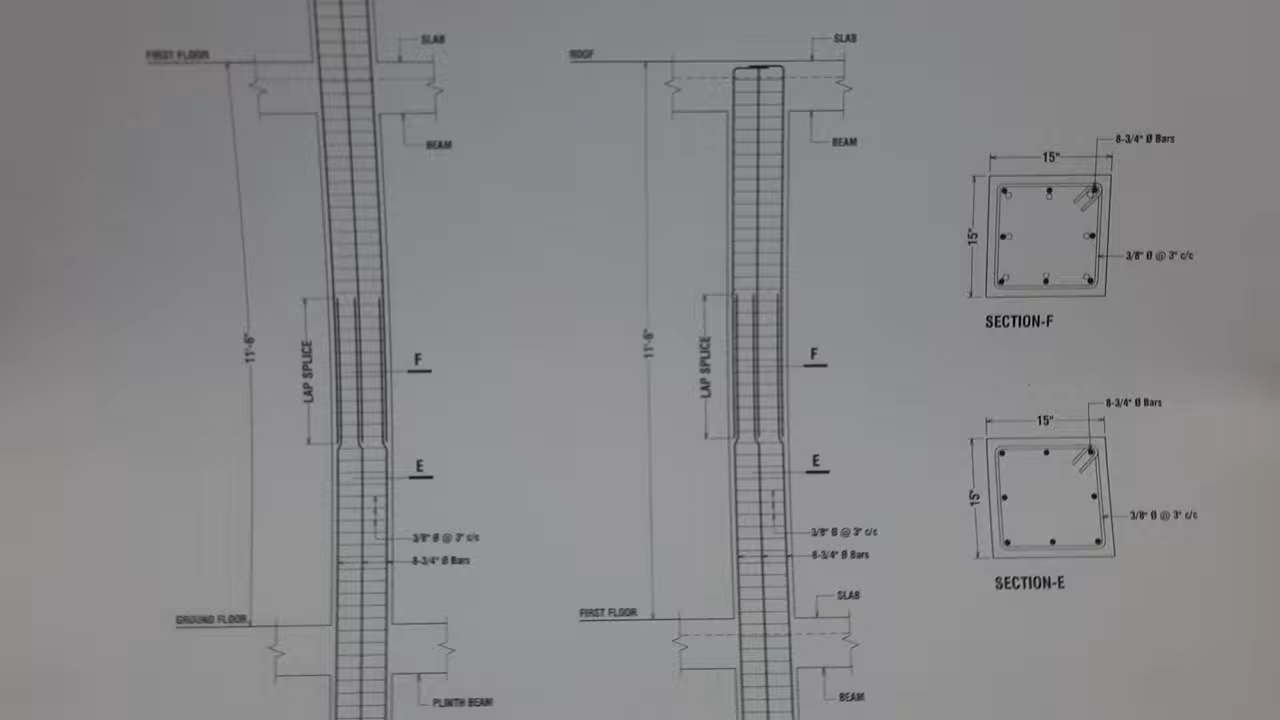 FIRST FLOOR
SLAB
BEAM
11'-6"
LAP SPLICE
F
E
3/8" Ø @ 3" c/c
8-3/4" Ø Bars
GROUND FLOOR
PLINTH BEAM
ROOF
SLAB
BEAM
11'-6"
LAP SPLICE
F
E
3/8" Ø @ 3" c/c
8-3/4" Ø Bars
SLAB
FIRST FLOOR
BEAM
8-3/4" Ø Bars
15"
15"
3/8" Ø @ 3" c/c
SECTION-F
8-3/4" Ø Bars
15"
15"
3/8" Ø @ 3" c/c
SECTION-E